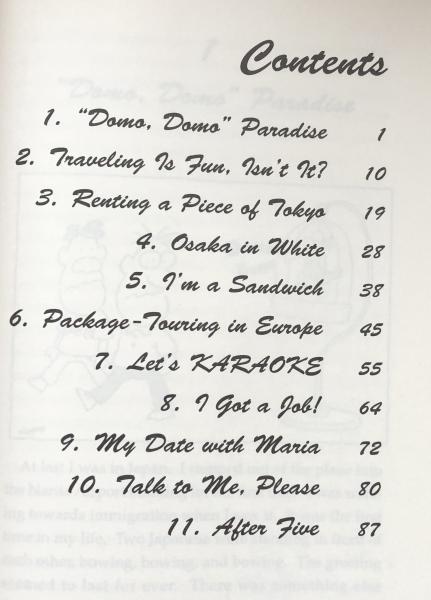 Contents
1. "Domo, Domo" Paradise 1
2. Traveling Is Fun, Isn't It? 10
3. Renting a Piece of Tokyo 19
4. Osaka in White 28
5. I'm a Sandwich 38
6. Package-Touring in Europe 45
7. Let's KARAOKE 55
8. I Got a Job! 64
9. My Date with Maria 72
10. Talk to Me, Please 80
11. After Five 87